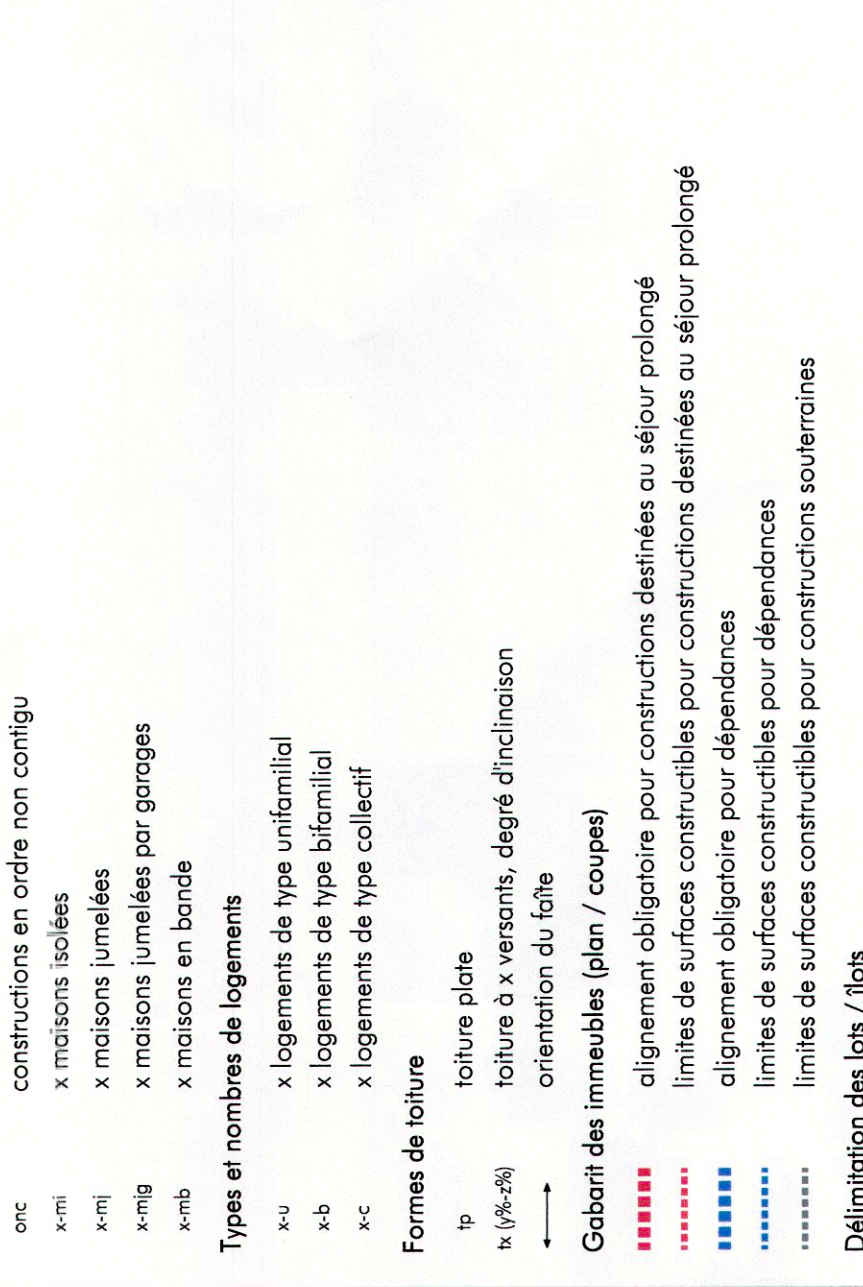 onc constructions en ordre non contigu
x-mi x maisons isolées
x-mj x maisons jumelées
x-mjg x maisons jumelées par garages
x-mb x maisons en bande
Types et nombres de logements
x-u x logements de type unifamilial
x-b x logements de type bifamilial
x-c x logements de type collectif
Formes de toiture
tp toiture plate
tx (y%-z%) toiture à x versants, degré d'inclinaison
orientation du faîte
Gabarit des immeubles (plan / coupes)
alignement obligatoire pour constructions destinées au séjour prolongé
limites de surfaces constructibles pour constructions destinées au séjour prolongé
alignement obligatoire pour dépendances
limites de surfaces constructibles pour dépendances
limites de surfaces constructibles pour constructions souterraines
Délimitation des lots / îlots